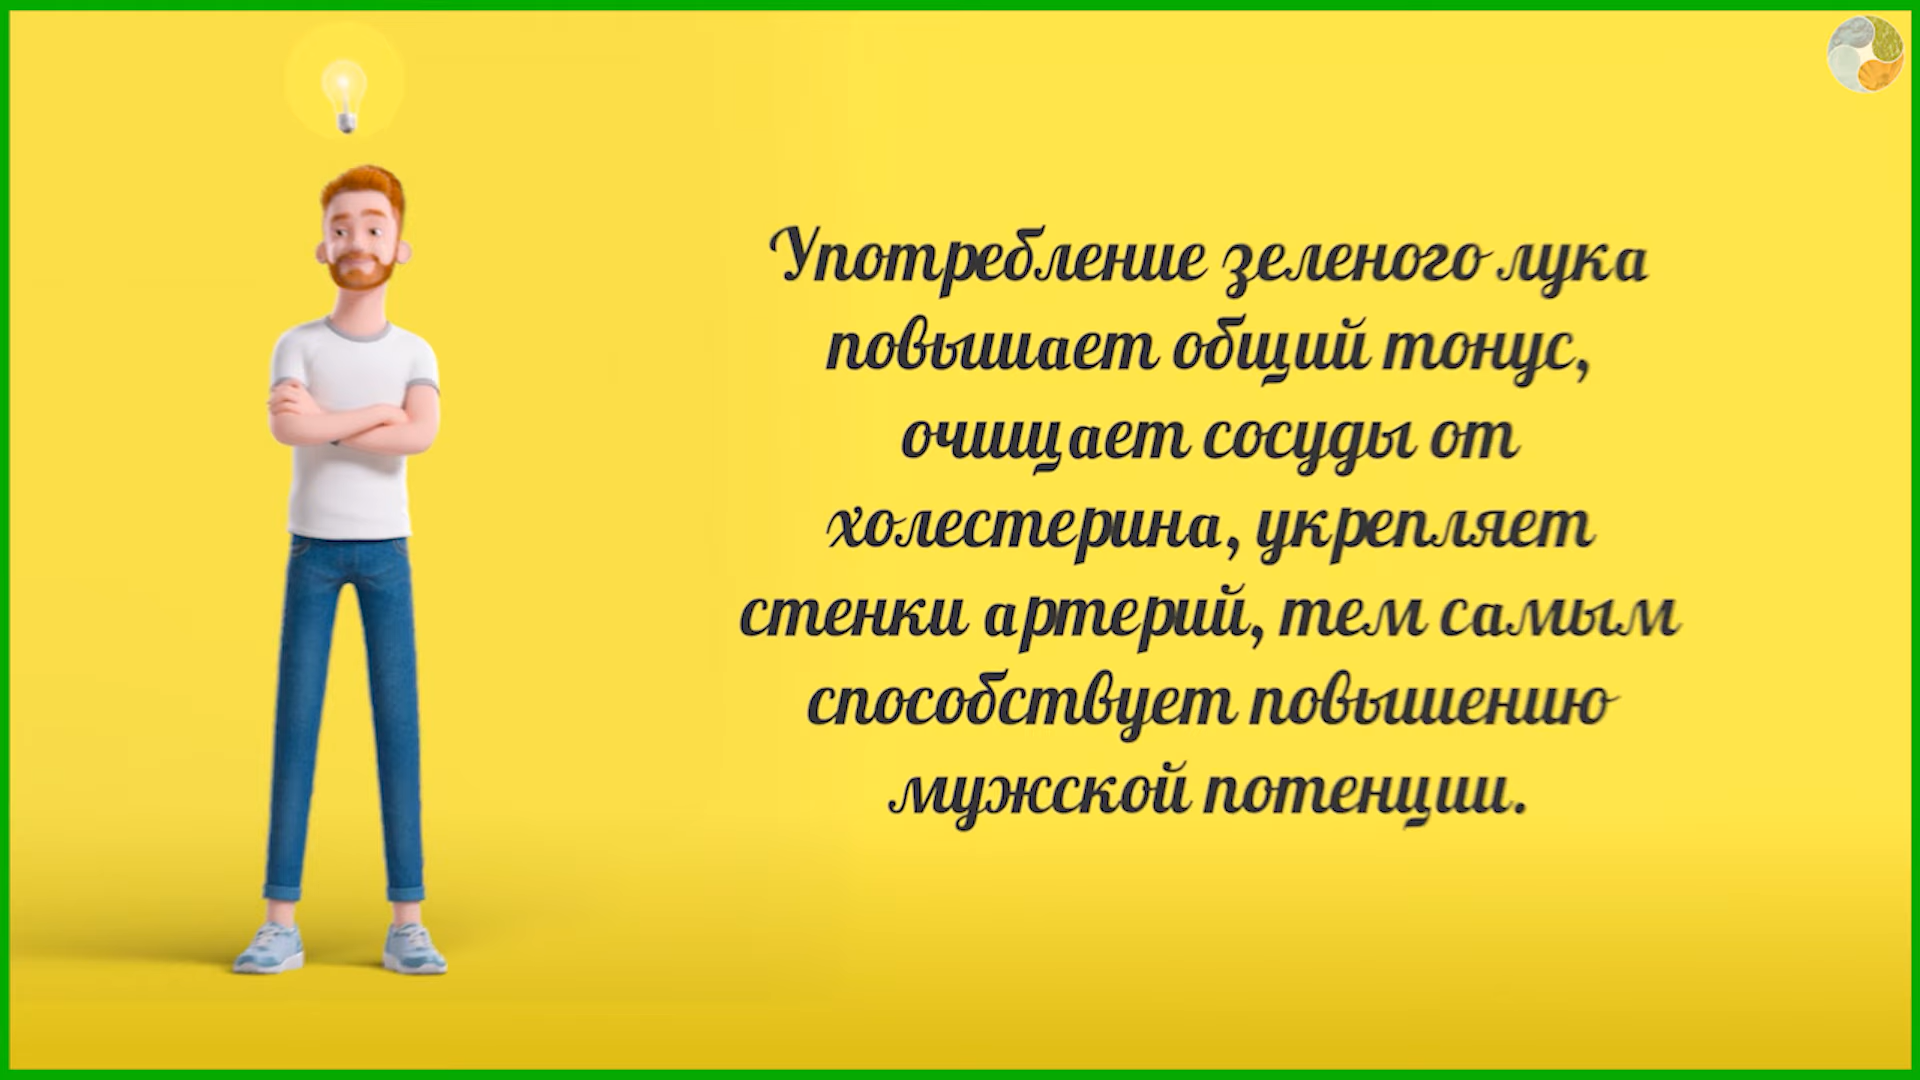 Употребление зеленого лука
повышает общий тонус,
очищает сосуды от
холестерина, укрепляет
стенки артерий, тем самым
способствует повышению
мужской потенции.